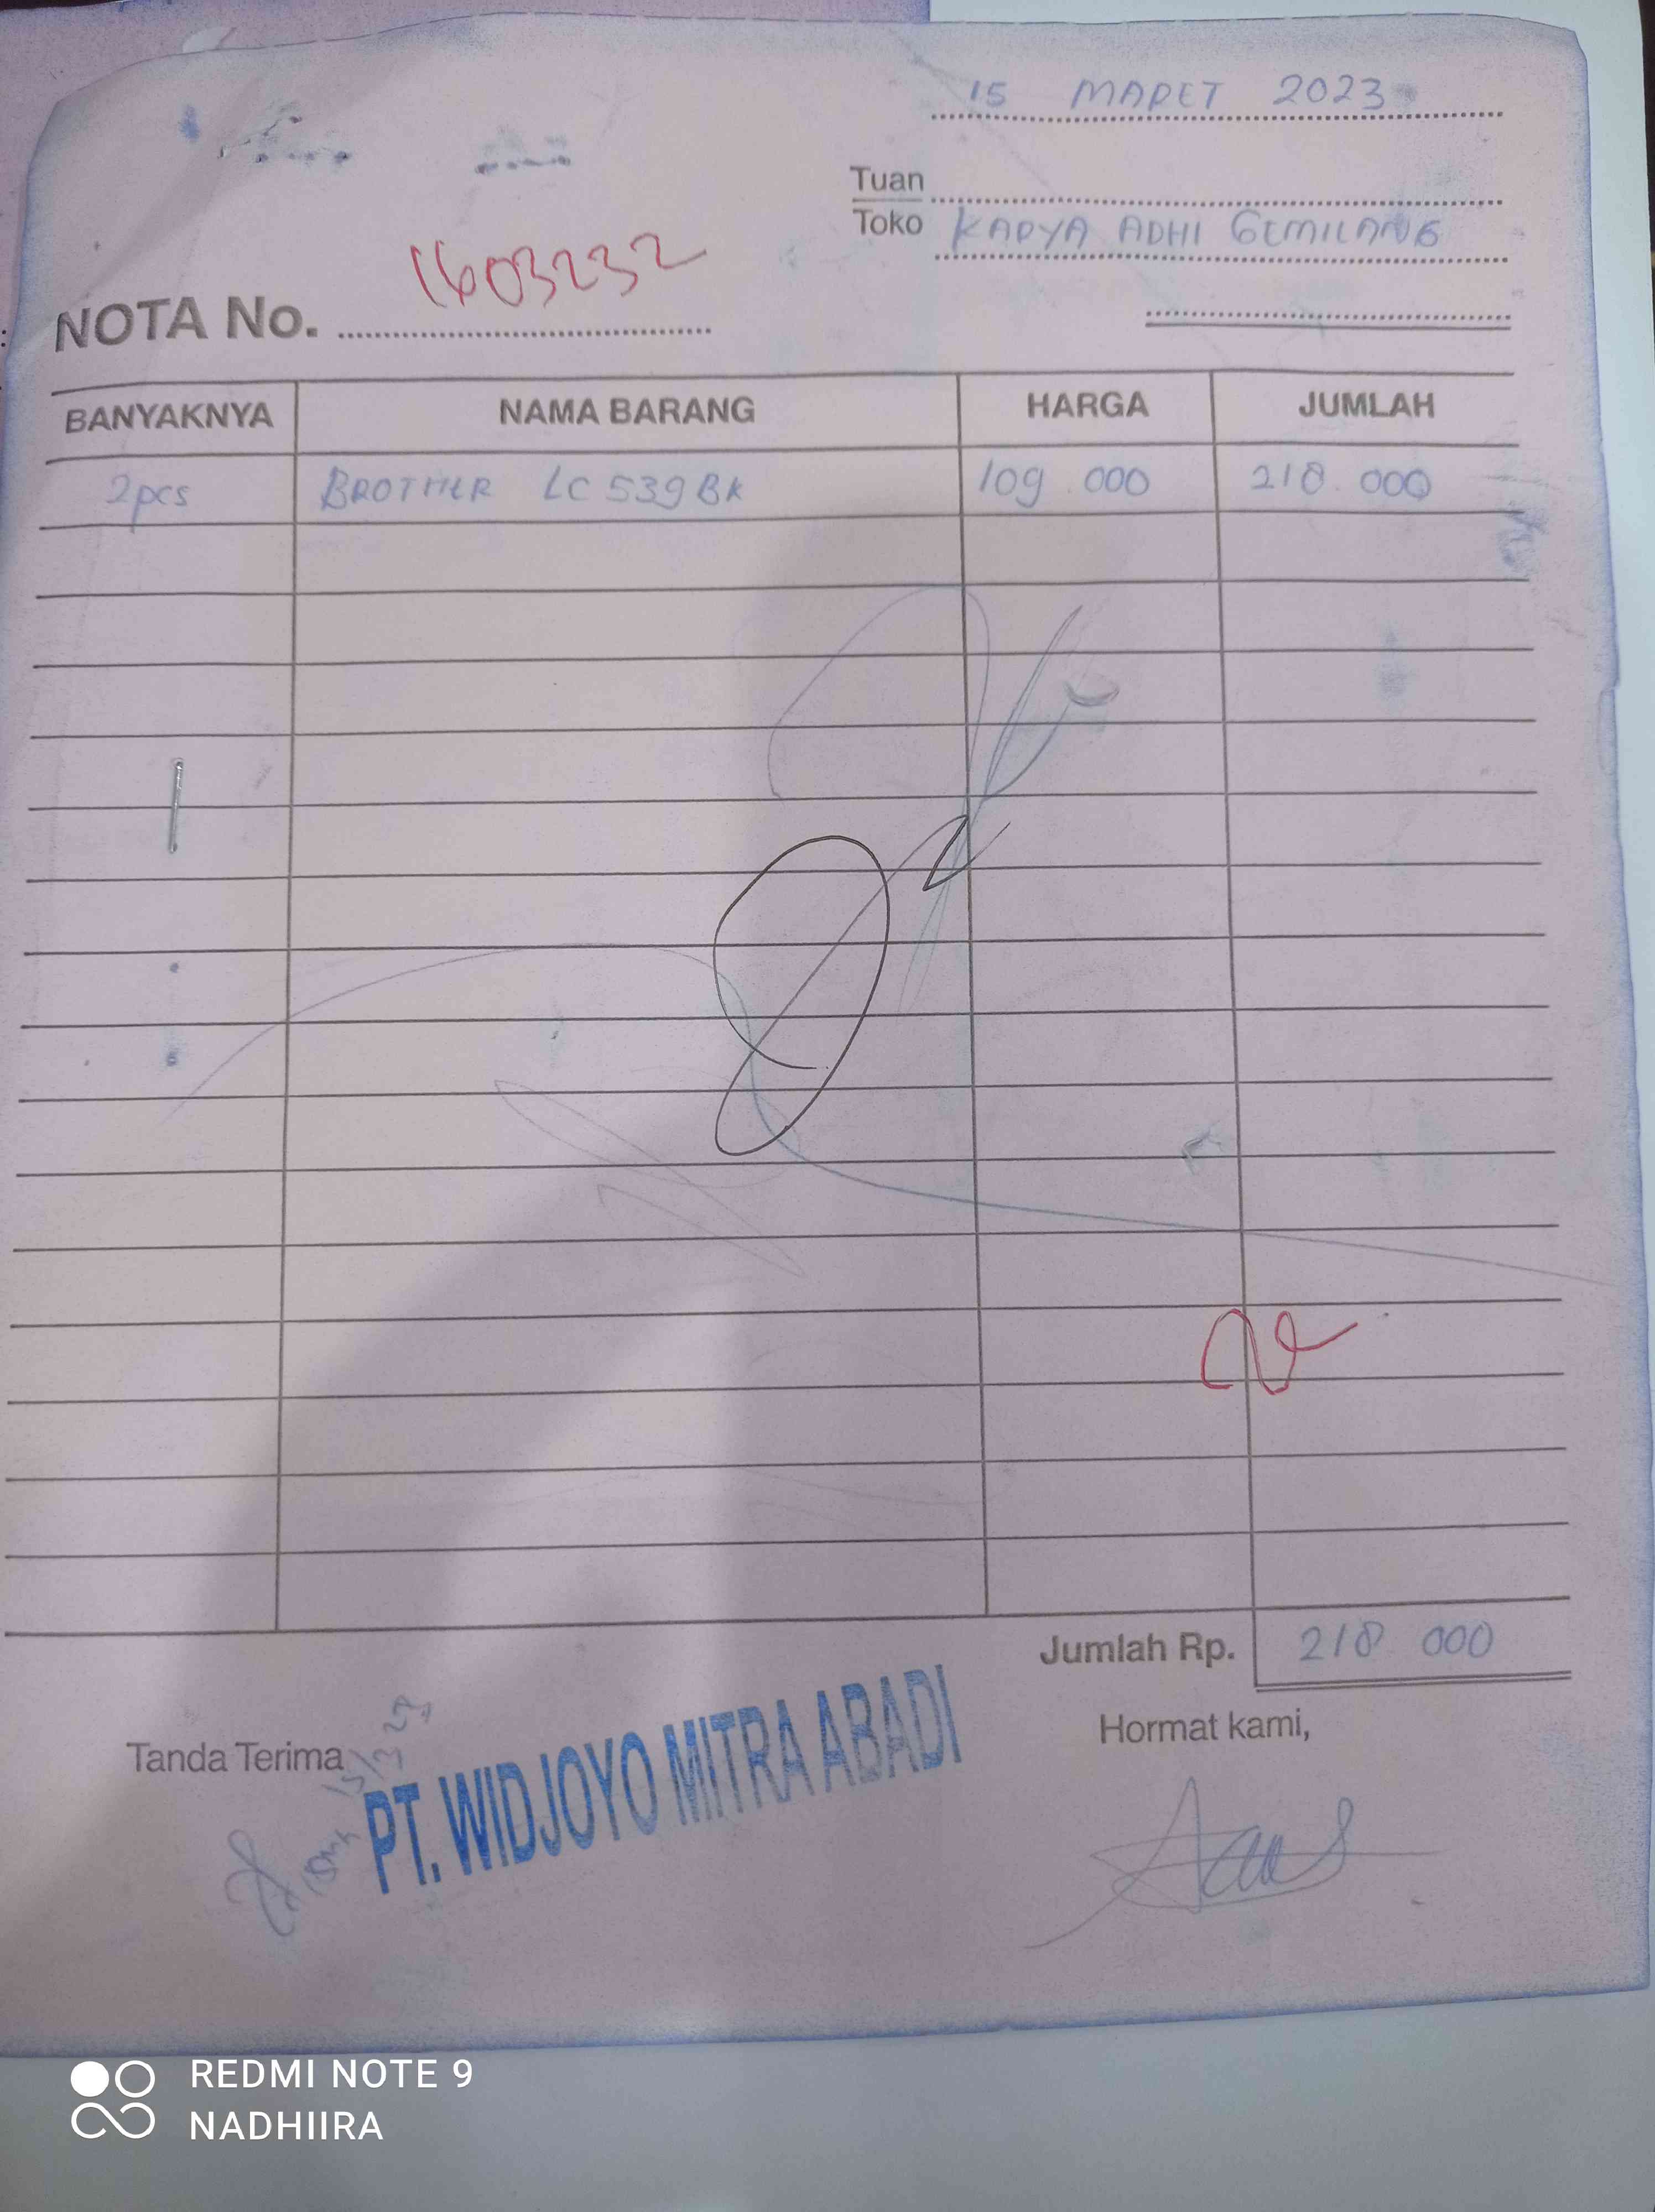 15 MARET 2023
Tuan
Toko KARYA ADHI GEMILANG
1603232
NOTA No.
BANYAKNYA NAMA BARANG HARGA JUMLAH
2pcs BROTHER LC 539 BK 109.000 218.000
Jumlah Rp. 218.000
Tanda Terima
Hormat kami,
PT. WIDJOYO MITRA ABADI
REDMI NOTE 9
NADHIIRA